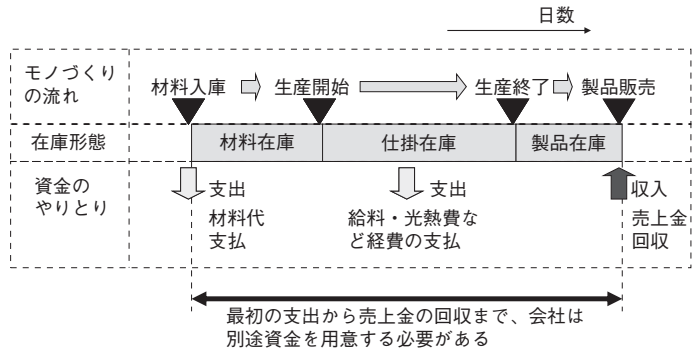 日数
モノづくり
の流れ
材料入庫
生産開始
生産終了
製品販売
在庫形態
材料在庫
仕掛在庫
製品在庫
資金の
やりとり
支出
材料代
支払
支出
給料・光熱費な
ど経費の支払
収入
売上金
回収
最初の支出から売上金の回収まで、会社は
別途資金を用意する必要がある